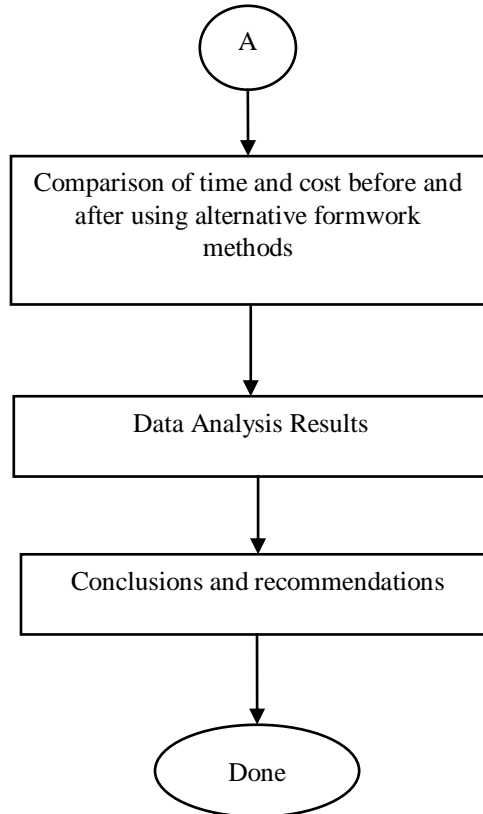 A
Comparison of time and cost before and
after using alternative formwork
methods
Data Analysis Results
Conclusions and recommendations
Done